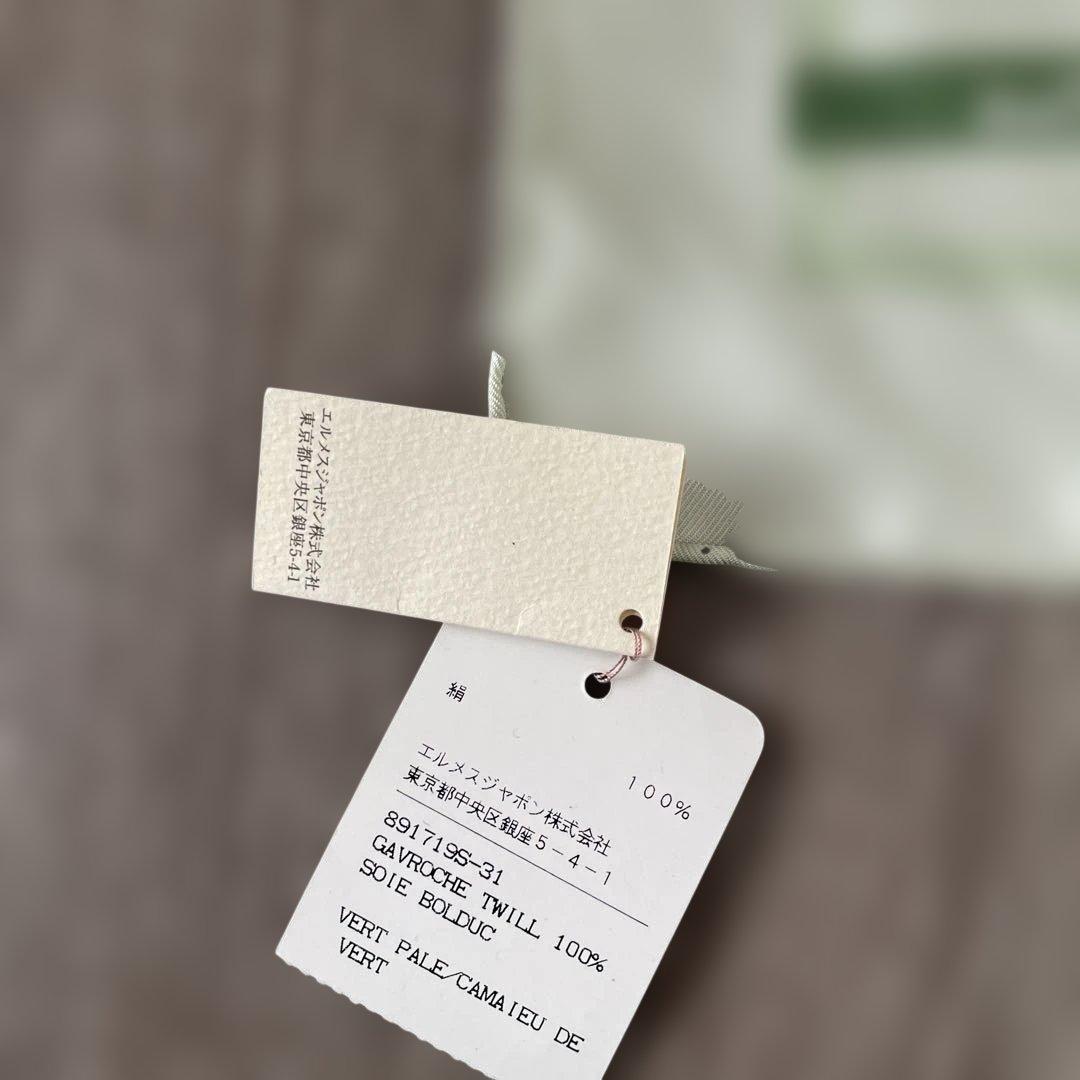 エルメスジャポン株式会社
東京都中央区銀座5-4-1
絹
100%
エルメスジャポン株式会社
東京都中央区銀座5-4-1
891719S-31
GAVROCHE TWILL 100%
SOIE BOLDUC
VERT PALE/CAMAIEU DE
VERT